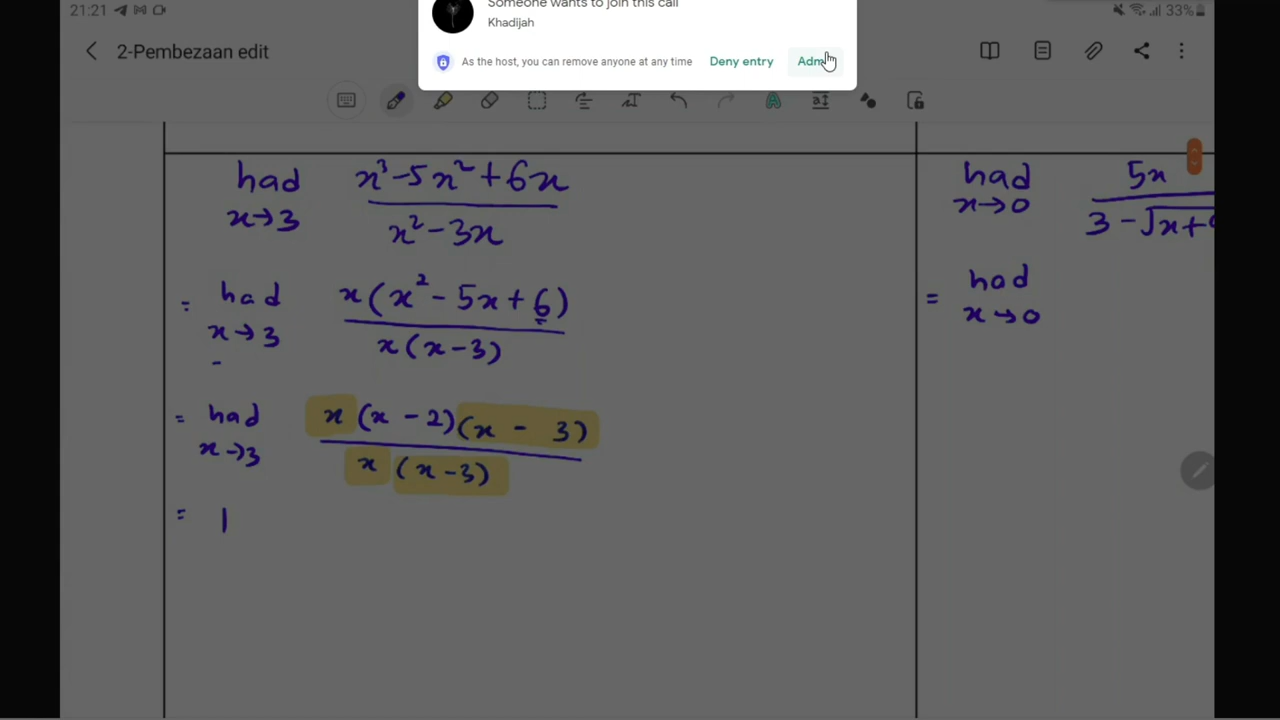 21:21
33%
Someone wants to join this call
Khadijah
As the host, you can remove anyone at any time
Deny entry
2-Pembezaan edit
had x→3 x³-5x²+6x / x²-3x
= had x→3 x(x²-5x+6) / x(x-3)
= had x→3 x(x-2)(x-3) / x(x-3)
= 1
had x→0 5x / 3-√x+
= had x→0